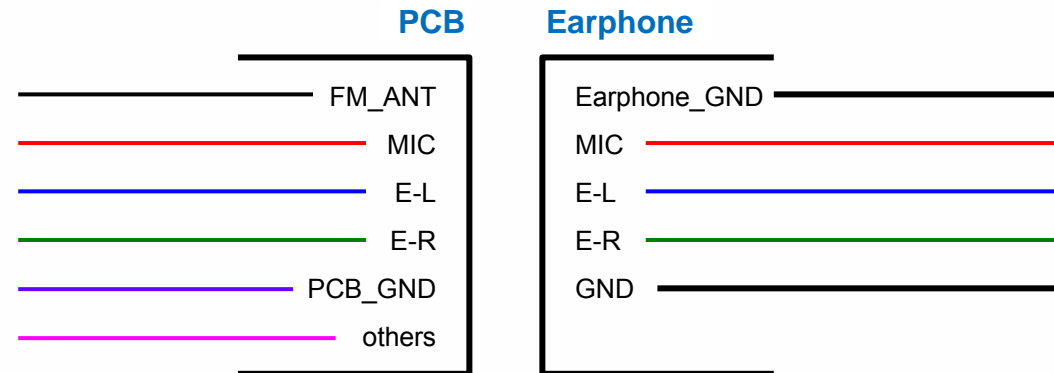 PCB
FM_ANT
MIC
E-L
E-R
PCB_GND
others
Earphone
Earphone_GND
MIC
E-L
E-R
GND